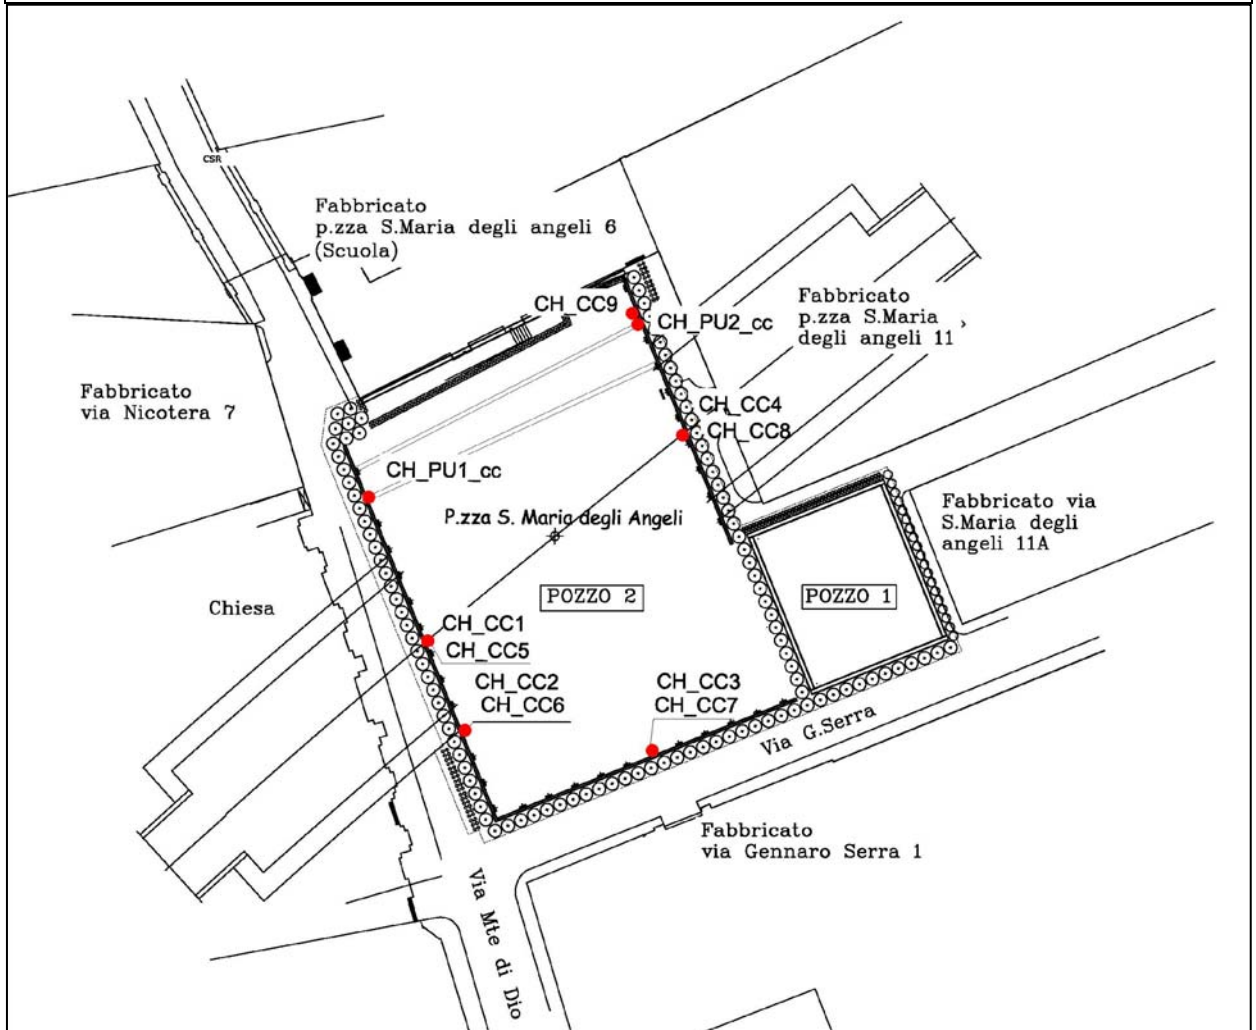 CSR
Fabbricato
p.zza S.Maria degli angeli 6
(Scuola)
CH_CC9
CH_PU2_cc
Fabbricato
p.zza S.Maria
degli angeli 11
Fabbricato
via Nicotera 7
CH_CC4
CH_CC8
CH_PU1_cc
P.zza S. Maria degli Angeli
Fabbricato via
S.Maria degli
angeli 11A
POZZO 2
POZZO 1
Chiesa
CH_CC1
CH_CC5
CH_CC2
CH_CC6
CH_CC3
CH_CC7
Via G.Serra
Fabbricato
via Gennaro Serra 1
Via Mte di Dio